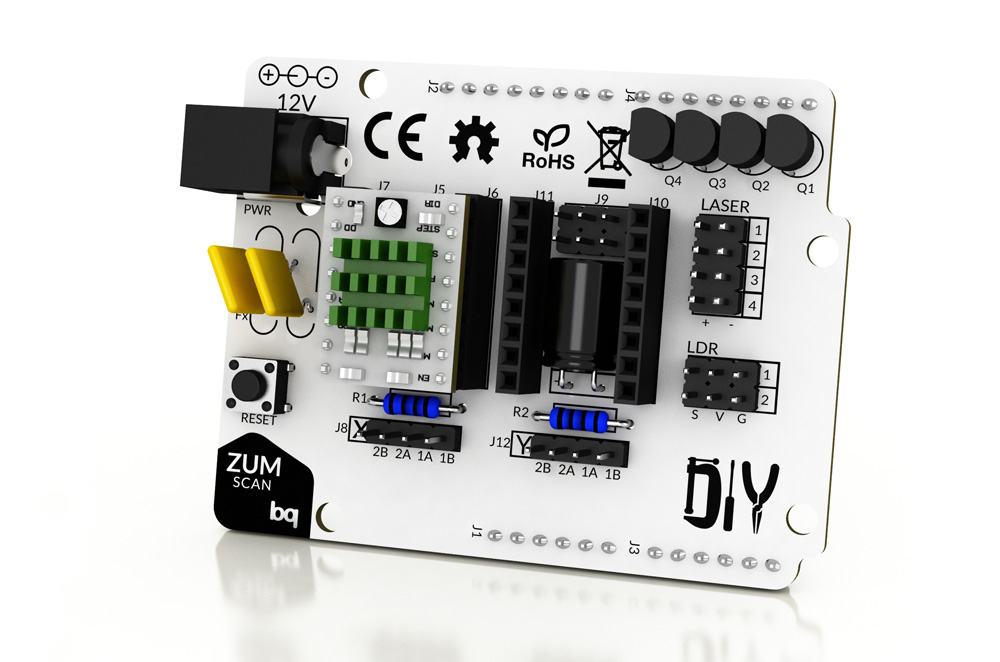 12V
J2
J4
CE
RoHS
Q4
Q3
Q2
Q1
PWR
J7
J5
J6
J11
J9
J10
DIR
STEP
LASER
1
2
3
4
+ -
LDR
1
2
S V G
EN
RESET
R1
R2
J8
X
2B 2A 1A 1B
J12
Y
2B 2A 1A 1B
ZUM
SCAN
bq
DIY
J1
J3